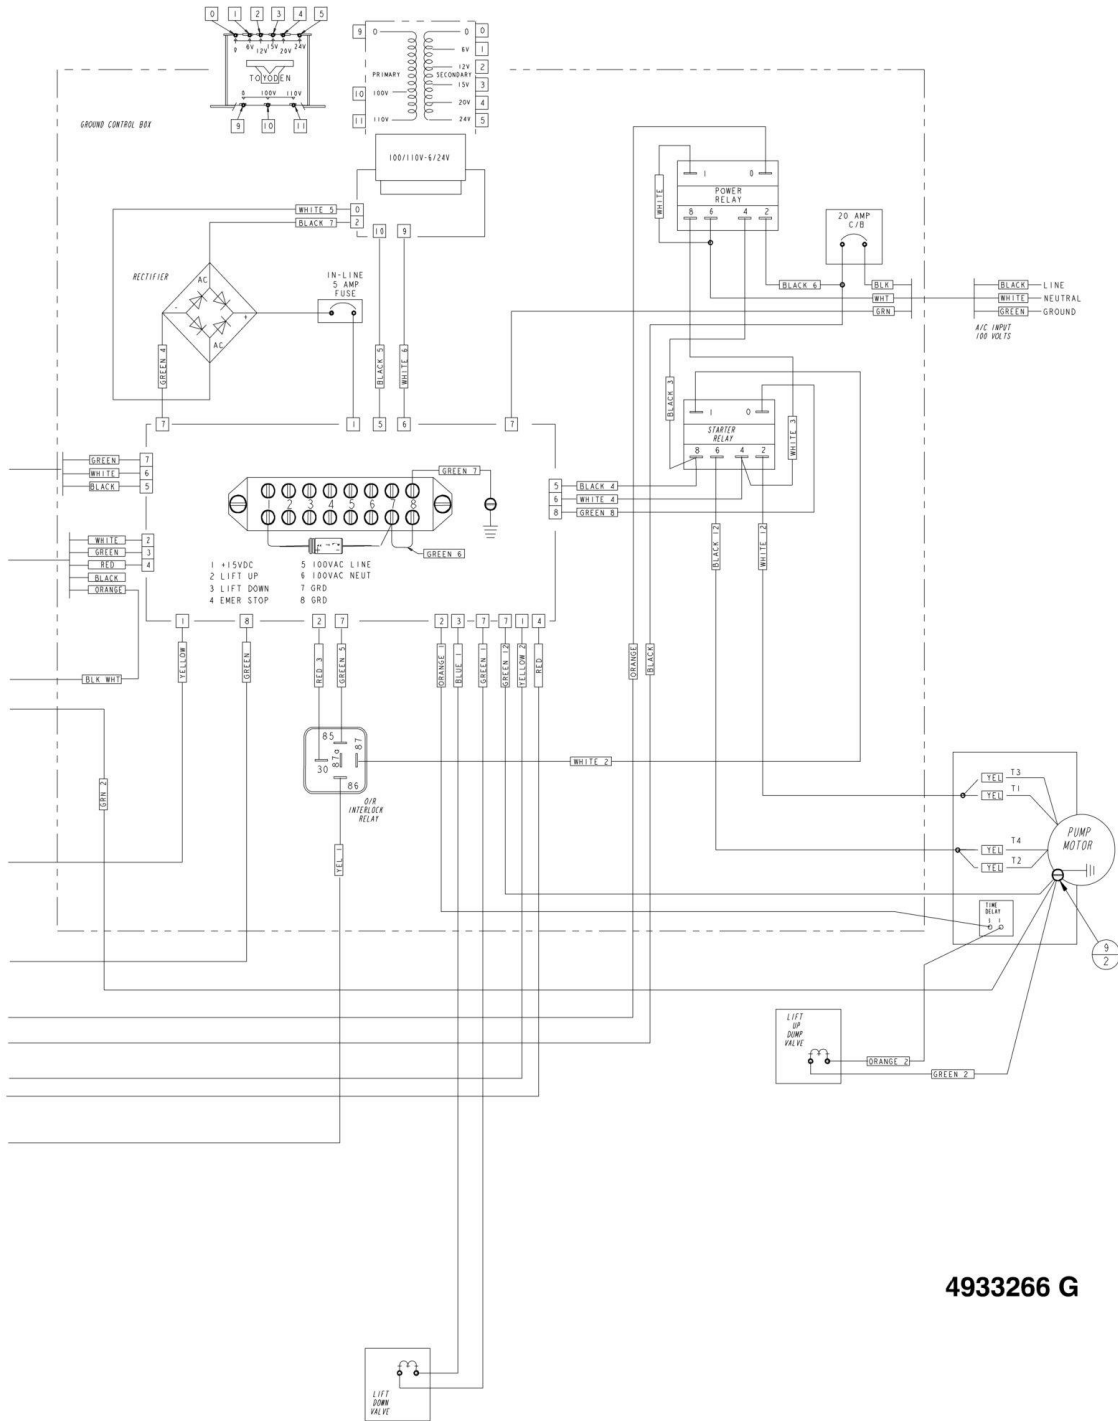 0 1 2 3 4 5
0 6V 12V 15V 20V 24V
TOYODEN
0 100V 110V
9 10 11
9 0 0 0
6V 1
12V 2
PRIMARY SECONDARY
15V 3
10 100V
20V 4
11 110V 24V 5
GROUND CONTROL BOX
100/110V-6/24V
WHITE 5 0
BLACK 7 2
10 9
RECTIFIER
AC
- +
AC
IN-LINE
5 AMP
FUSE
GREEN 4
BLACK 5
WHITE 6
1 0
POWER
RELAY
8 6 4 2
WHITE
20 AMP
C/B
BLACK 6
BLK
WHT
GRN
BLACK LINE
WHITE NEUTRAL
GREEN GROUND
A/C INPUT
100 VOLTS
BLACK 3
WHITE 3
1 0
STARTER
RELAY
8 6 4 2
7 1 5 6 7
GREEN 7
WHITE 6
BLACK 5
WHITE 2
GREEN 3
RED 4
BLACK
ORANGE
BLK WHT
1 2 3 4 5 6 7 8
GREEN 7
GREEN 6
1 +15VDC
2 LIFT UP
3 LIFT DOWN
4 EMER STOP
5 100VAC LINE
6 100VAC NEUT
7 GRD
8 GRD
5 BLACK 4
6 WHITE 4
8 GREEN 8
BLACK 12
WHITE 12
1 8 2 7 2 3 7 7 1 4
YELLOW
GREEN
RED 3
GREEN 5
ORANGE 1
BLUE 1
GREEN 1
GREEN 12
YELLOW 2
RED
ORANGE
BLACK
85
87
87a
30
86
O/R
INTERLOCK
RELAY
WHITE 2
GRN 2
YEL 1
YEL T3
YEL T1
YEL T4
YEL T2
PUMP
MOTOR
TIME
DELAY
9
2
LIFT
UP
DUMP
VALVE
ORANGE 2
GREEN 2
4933266 G
LIFT
DOWN
VALVE